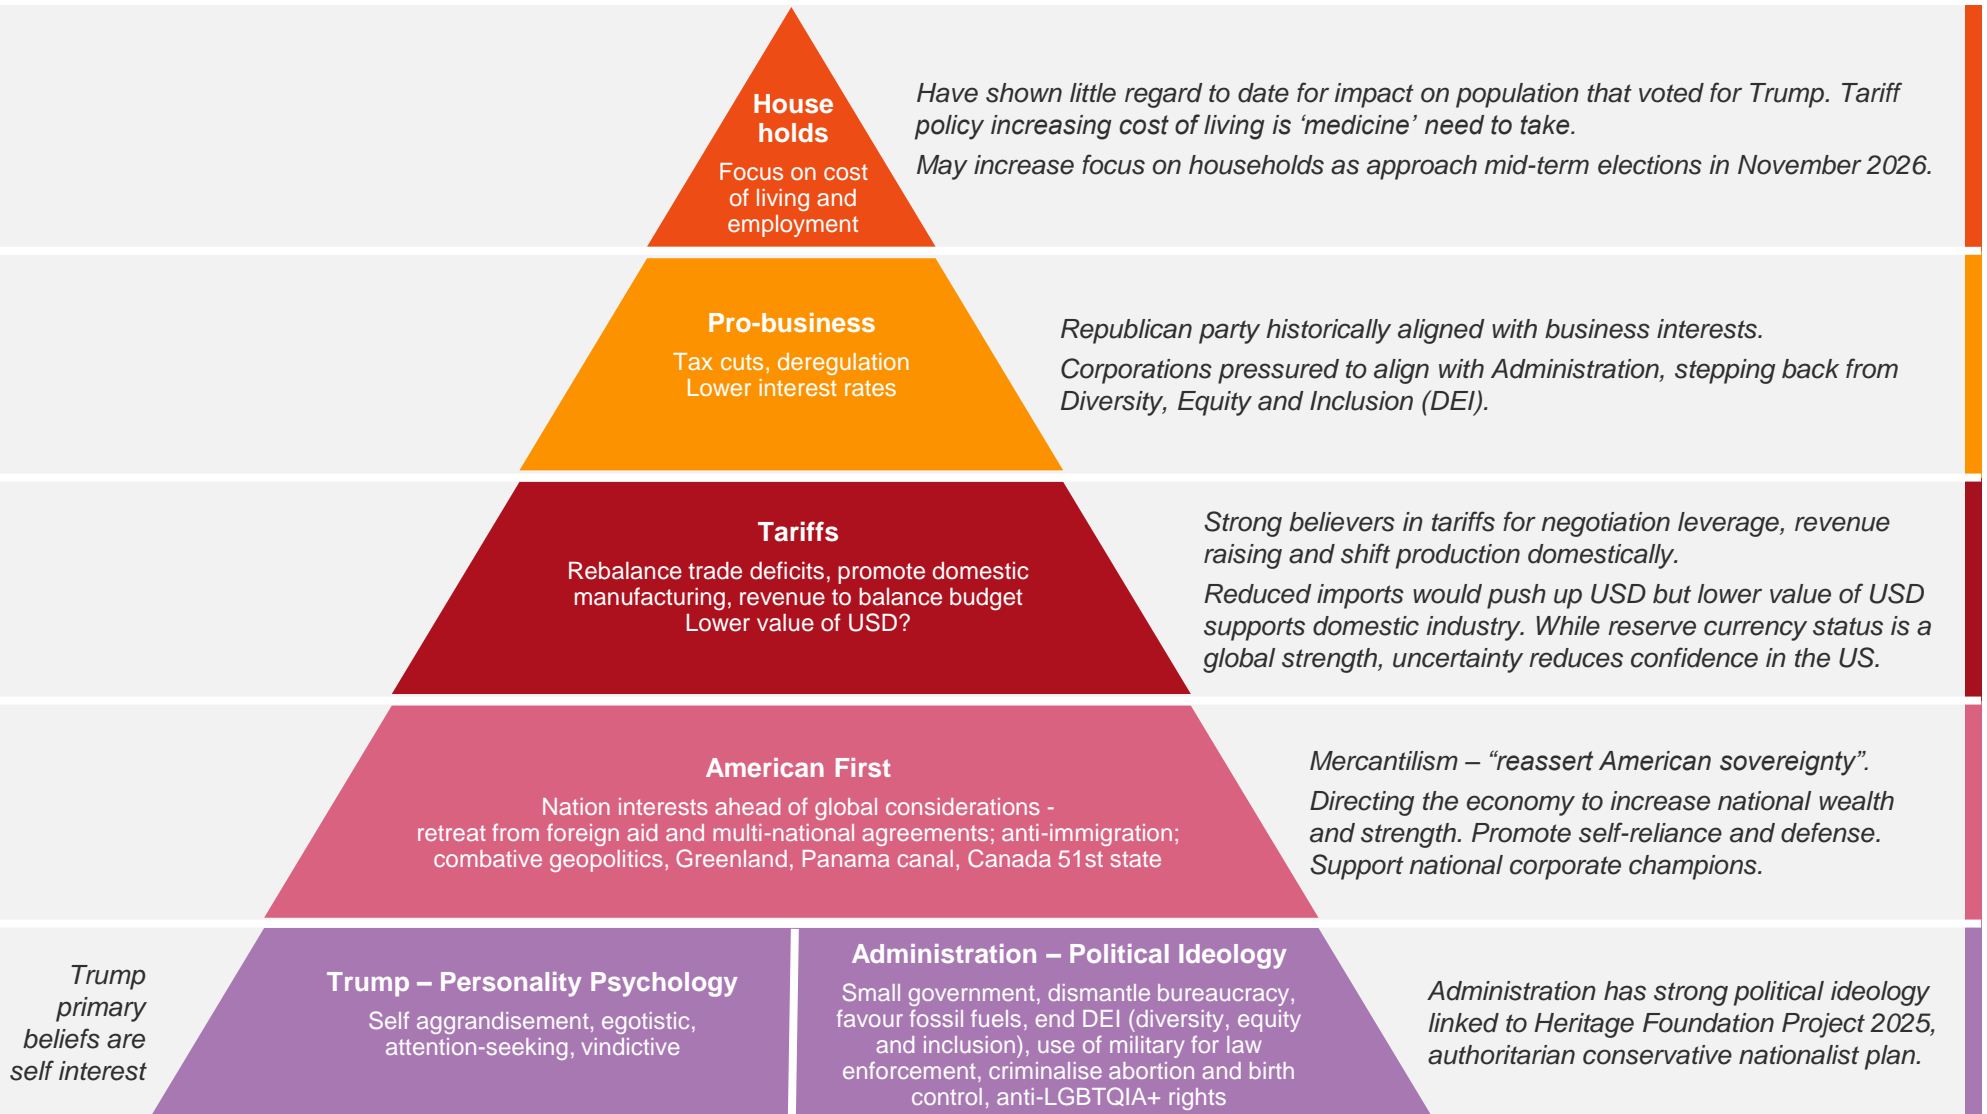 House
holds
Focus on cost
of living and
employment
Have shown little regard to date for impact on population that voted for Trump. Tariff
policy increasing cost of living is ‘medicine’ need to take.
May increase focus on households as approach mid-term elections in November 2026.
Pro-business
Tax cuts, deregulation
Lower interest rates
Republican party historically aligned with business interests.
Corporations pressured to align with Administration, stepping back from
Diversity, Equity and Inclusion (DEI).
Tariffs
Rebalance trade deficits, promote domestic
manufacturing, revenue to balance budget
Lower value of USD?
Strong believers in tariffs for negotiation leverage, revenue
raising and shift production domestically.
Reduced imports would push up USD but lower value of USD
supports domestic industry. While reserve currency status is a
global strength, uncertainty reduces confidence in the US.
American First
Nation interests ahead of global considerations -
retreat from foreign aid and multi-national agreements; anti-immigration;
combative geopolitics, Greenland, Panama canal, Canada 51st state
Mercantilism – “reassert American sovereignty”.
Directing the economy to increase national wealth
and strength. Promote self-reliance and defense.
Support national corporate champions.
Trump
primary
beliefs are
self interest
Trump – Personality Psychology
Self aggrandisement, egotistic,
attention-seeking, vindictive
Administration – Political Ideology
Small government, dismantle bureaucracy,
favour fossil fuels, end DEI (diversity, equity
and inclusion), use of military for law
enforcement, criminalise abortion and birth
control, anti-LGBTQIA+ rights
Administration has strong political ideology
linked to Heritage Foundation Project 2025,
authoritarian conservative nationalist plan.